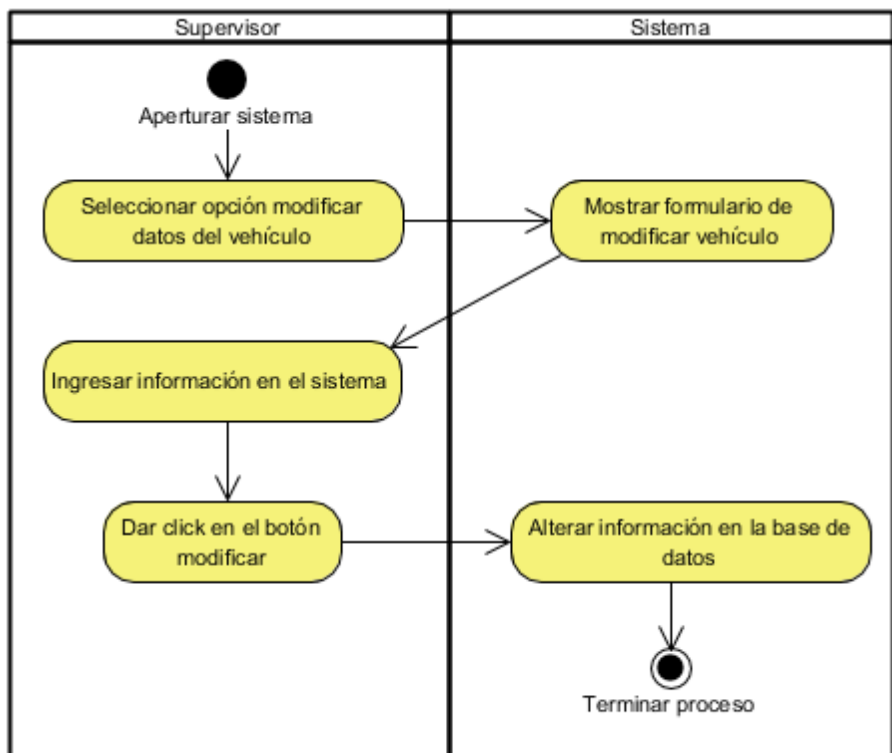 Supervisor
Sistema
Aperturar sistema
Seleccionar opción modificar
datos del vehículo
Mostrar formulario de
modificar vehículo
Ingresar información en el sistema
Dar click en el botón
modificar
Alterar información en la base de
datos
Terminar proceso